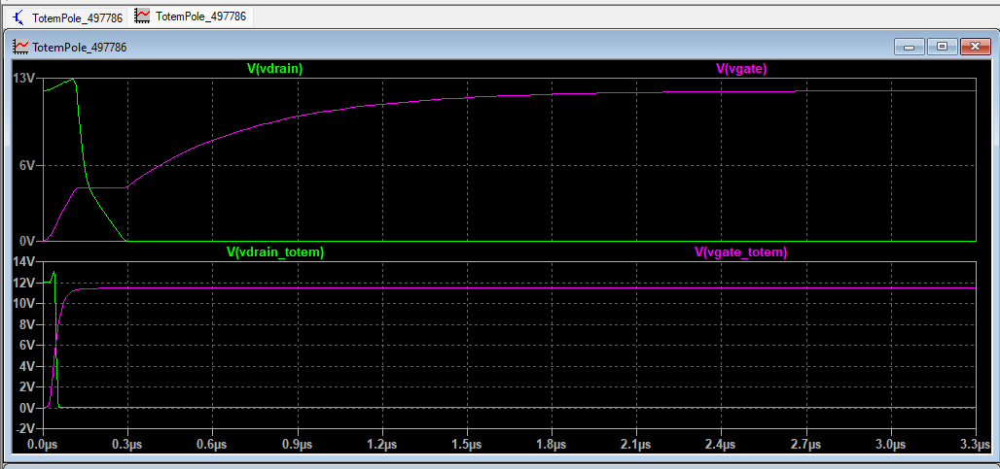 TotemPole_497786 TotemPole_497786
TotemPole_497786
V(vdrain) V(vgate)
13V
6V
0V
V(vdrain_totem) V(vgate_totem)
14V
12V
10V
8V
6V
4V
2V
0V
-2V
0.0µs 0.3µs 0.6µs 0.9µs 1.2µs 1.5µs 1.8µs 2.1µs 2.4µs 2.7µs 3.0µs 3.3µs